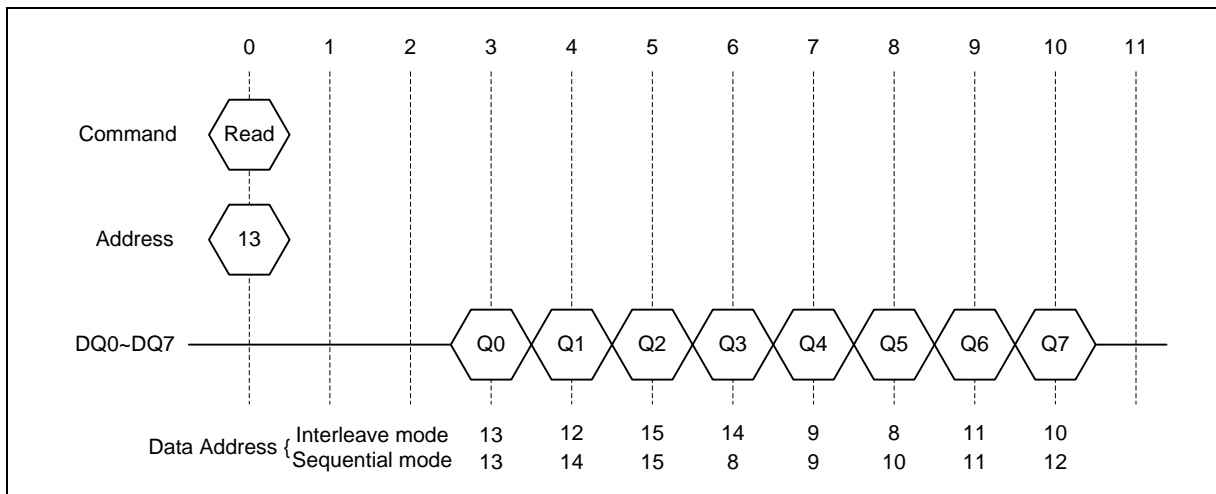 0 1 2 3 4 5 6 7 8 9 10 11
Command Read
Address 13
DQ0~DQ7 Q0 Q1 Q2 Q3 Q4 Q5 Q6 Q7
Data Address { Interleave mode 13 12 15 14 9 8 11 10
Sequential mode 13 14 15 8 9 10 11 12